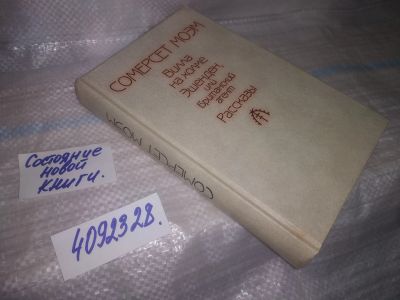 СОМЕРСЕТ МОЭМ
Вилла
на холме
Эшенден,
или
Британский
агент
Рассказы
СОМЕРСЕТ МОЭМ
Состояние
новой
книги.
4092328.